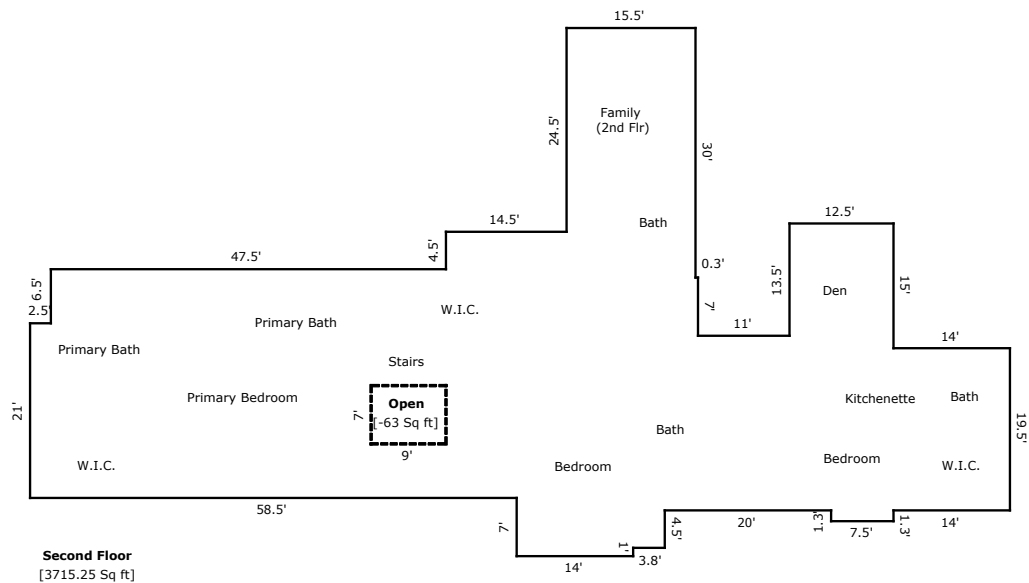 15.5'
24.5'
Family
(2nd Flr)
30'
14.5'
Bath
12.5'
4.5'
47.5'
0.3'
13.5'
6.5'
7'
Den
15'
2.5'
W.I.C.
11'
Primary Bath
14'
Primary Bath
Stairs
Primary Bedroom
Open
[-63 Sq ft]
7'
9'
Kitchenette
Bath
21'
19.5'
Bath
W.I.C.
Bedroom
Bedroom
W.I.C.
58.5'
7'
4.5'
20'
1.3'
7.5'
1.3'
14'
1'
3.8'
14'
Second Floor
[3715.25 Sq ft]